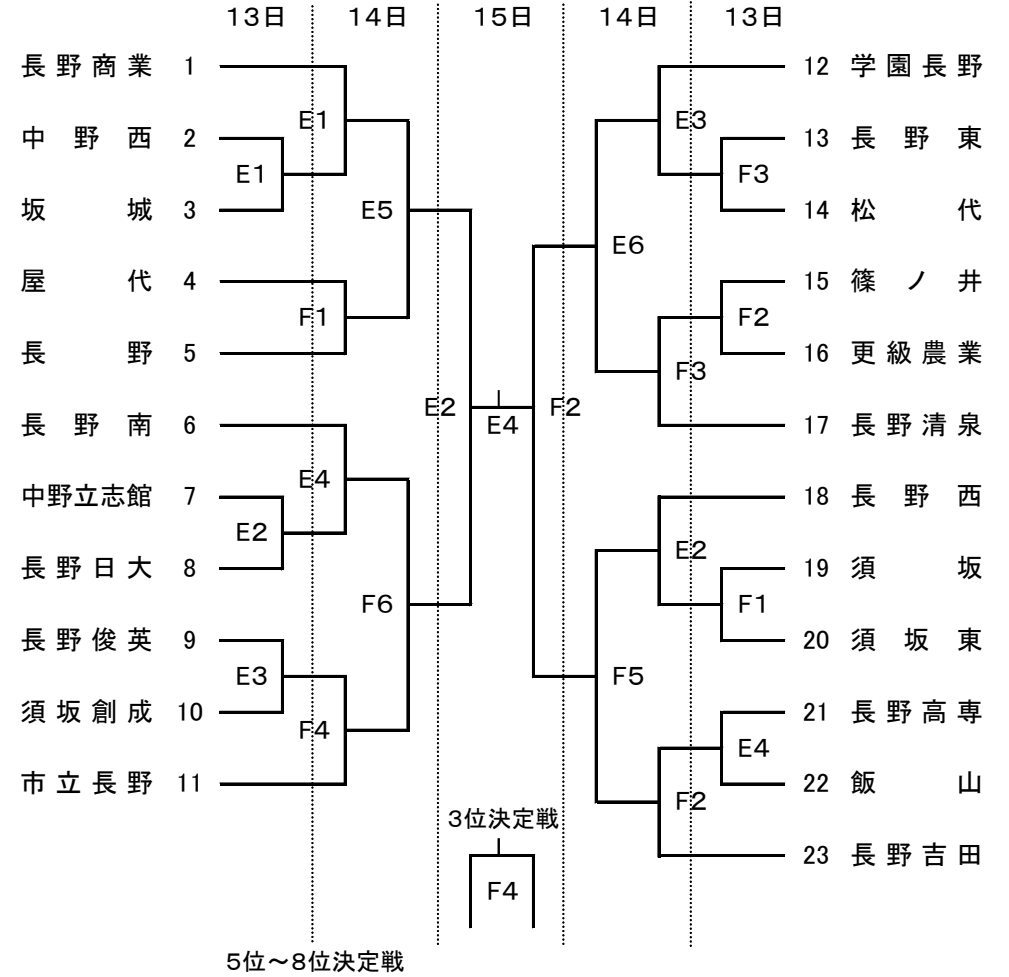 13日 14日 15日 14日 13日
長野商業 1 12 学園長野
E1 E3
中野西 2 13 長野東
E1 F3
坂城 3 E5 14 松代
E6
屋代 4 15 篠ノ井
F1 F2
長野 5 16 更級農業
F3
E2 E4 F2
長野南 6 17 長野清泉
E4
中野立志館 7 18 長野西
E2 E2
長野日大 8 19 須坂
F6 F1
長野俊英 9 20 須坂東
E3 F5
須坂創成 10 21 長野高専
F4 E4
市立長野 11 22 飯山
F2
3位決定戦
23 長野吉田
F4
5位～8位決定戦